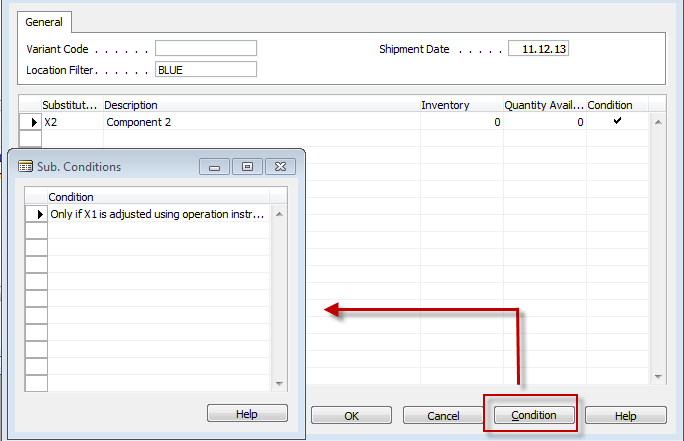 General
Variant Code . . . . . . Shipment Date . . . . . 11.12.13
Location Filter . . . . . . BLUE
Substitut... Description Inventory Quantity Avail... Condition
X2 Component 2 0 0 ✔
Sub. Conditions
Condition
Only if X1 is adjusted using operation instr...
Help
OK Cancel Condition Help